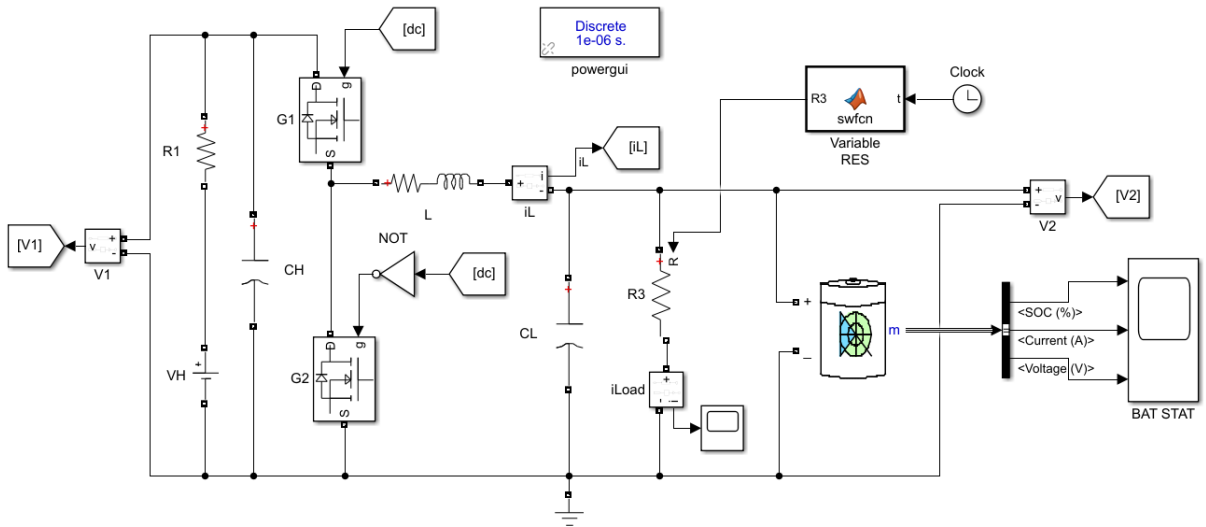 [dc]
Discrete
1e-06 s.
powergui
Clock
R3
t
swfcn
Variable
RES
D
g
G1
S
R1
[iL]
iL
+
i
-
iL
L
[V1]
v
+
-
V1
NOT
[dc]
CH
VH
+
D
g
G2
S
CL
R
R3
iLoad
+
i
-
+
-
v
V2
[V2]
+
_
m
<SOC (%)>
<Current (A)>
<Voltage (V)>
BAT STAT